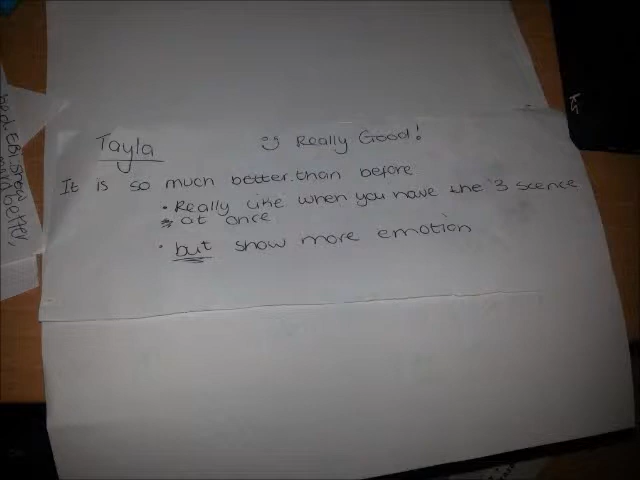 Tayla
Really Good!
It is so much better than before
• Really like when you have the 3 scence
at once
• but show more emotion